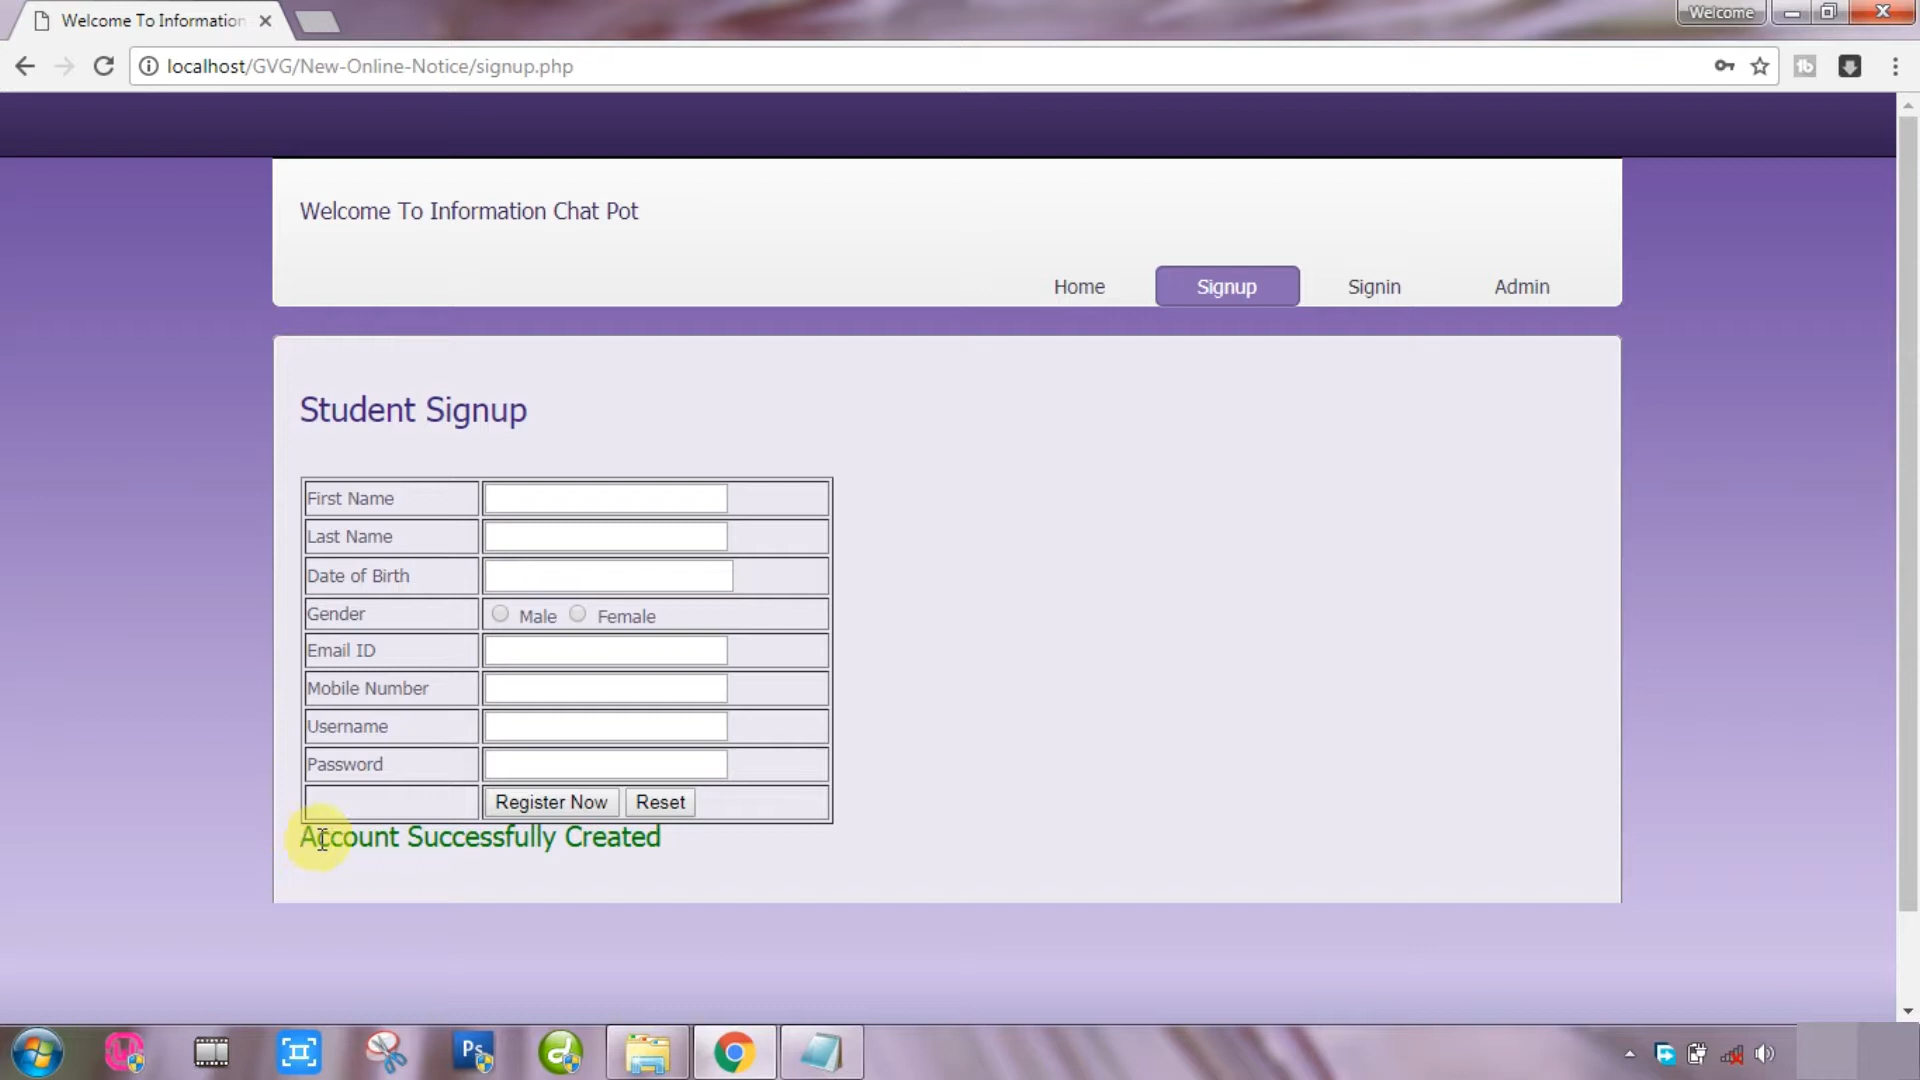 Welcome To Information
Welcome
localhost/GVG/New-Online-Notice/signup.php
Welcome To Information Chat Pot
Home
Signup
Signin
Admin
Student Signup
First Name
Last Name
Date of Birth
Gender
Male
Female
Email ID
Mobile Number
Username
Password
Register Now
Reset
Account Successfully Created
Ps